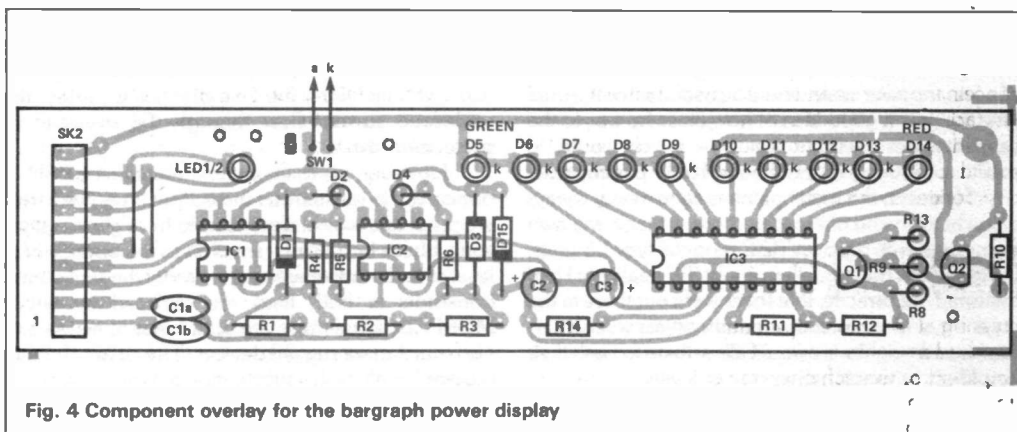 a k
SK2
GREEN
RED
SW1
LED1/2
D5 D6 D7 D8 D9 D10 D11 D12 D13 D14
k k k k
D2 D4
R13
IC1 D1 R4 R5 IC2 R6 D3 D15
IC3
Q1 R9 Q2 R10
C2 C3
+ +
R8
C1a
1 R1 R2 R3 R14 R11 R12
C1b
Fig. 4 Component overlay for the bargraph power display